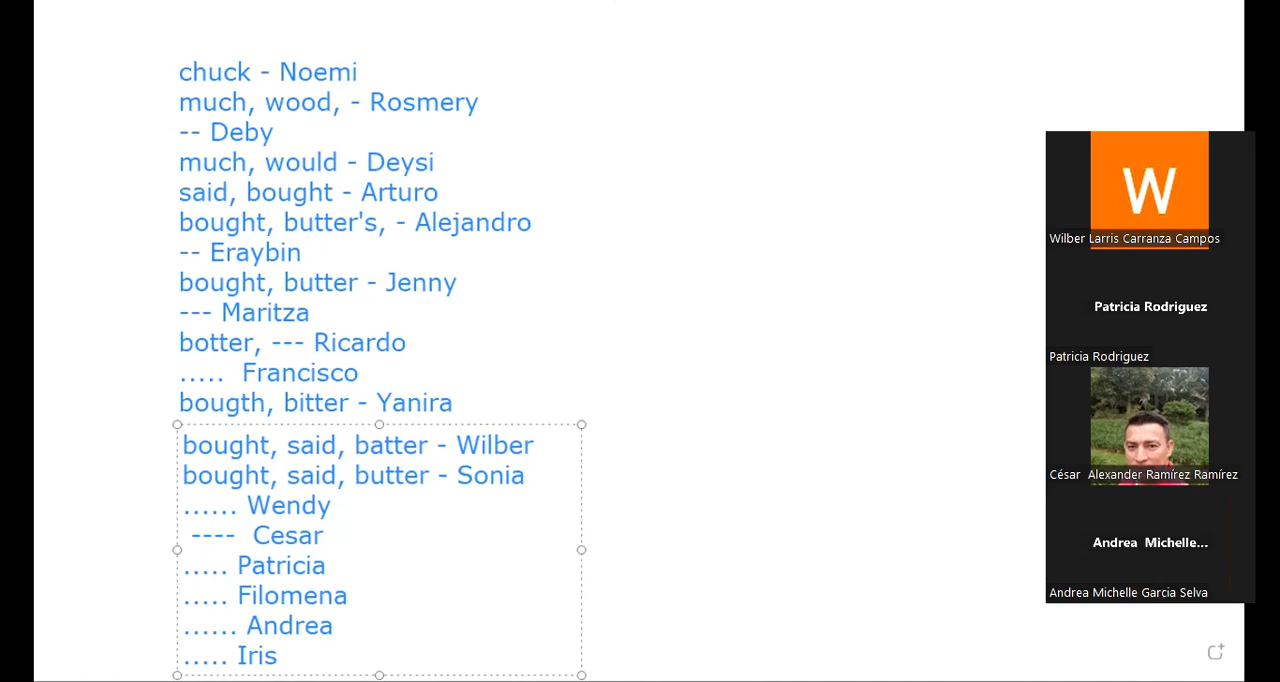 chuck - Noemi
much, wood, - Rosmery
-- Deby
much, would - Deysi
said, bought - Arturo
bought, butter's, - Alejandro
-- Eraybin
bought, butter - Jenny
--- Maritza
botter, --- Ricardo
..... Francisco
bougth, bitter - Yanira
bought, said, batter - Wilber
bought, said, butter - Sonia
...... Wendy
---- Cesar
..... Patricia
..... Filomena
...... Andrea
..... Iris
W
Wilber Larris Carranza Campos
Patricia Rodriguez
Patricia Rodriguez
César Alexander Ramírez Ramírez
Andrea Michelle...
Andrea Michelle Garcia Selva